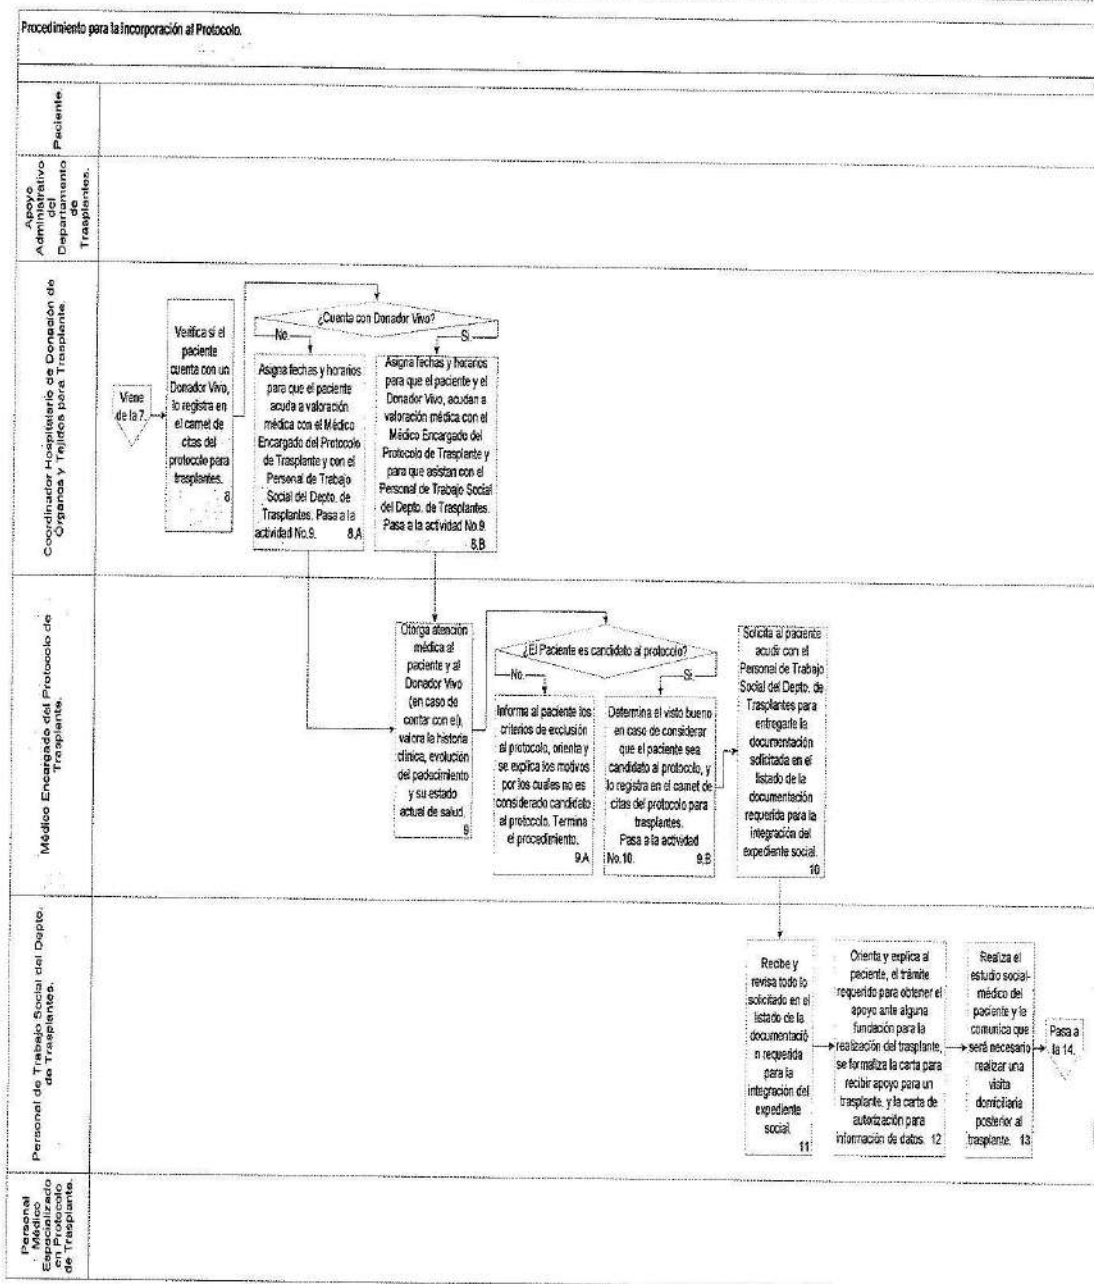 Procedimiento para la Incorporación al Protocolo.
Paciente.
Apoyo
Administrativo
del
Departamento
de
Trasplantes.
Coordinador Hospitalario de Donación de
Órganos y Tejidos para Trasplante.
Viene
de la 7.
Verifica si el
paciente
cuenta con un
Donador Vivo,
lo registra en
el carnet de
citas del
protocolo para
trasplantes.
8
¿Cuenta con Donador Vivo?
No.
Si.
Asigna fechas y horarios
para que el paciente
acuda a valoración
médica con el Médico
Encargado del Protocolo
de Trasplante y con el
Personal de Trabajo
Social del Depto. de
Trasplantes. Pasa a la
actividad No.9. 8.A
Asigna fechas y horarios
para que el paciente y el
Donador Vivo, acudan a
valoración médica con el
Médico Encargado del
Protocolo de Trasplante y
para que asistan con el
Personal de Trabajo Social
del Depto. de Trasplantes.
Pasa a la actividad No.9.
8.B
Médico Encargado del Protocolo de
Trasplante.
Otorga atención
médica al
paciente y al
Donador Vivo
(en caso de
contar con el),
valora la historia
clínica, evolución
del padecimiento
y su estado
actual de salud.
9
¿El Paciente es candidato al protocolo?
No.
Si.
Informa al paciente los
criterios de exclusión
al protocolo, orienta y
se explica los motivos
por los cuales no es
considerado candidato
al protocolo. Termina
el procedimiento.
9.A
Determina el visto bueno
en caso de considerar
que el paciente sea
candidato al protocolo, y
lo registra en el carnet de
citas del protocolo para
trasplantes.
Pasa a la actividad
No.10. 9.B
Solicita al paciente
acudir con el
Personal de Trabajo
Social del Depto. de
Trasplantes para
entregarle la
documentación
solicitada en el
listado de la
documentación
requerida para la
integración del
expediente social.
10
Personal de Trabajo Social del Depto.
de Trasplantes.
Recibe y
revisa todo lo
solicitado en el
listado de la
documentació
n requerida
para la
integración del
expediente
social.
11
Orienta y explica al
paciente, el trámite
requerido para obtener el
apoyo ante alguna
fundación para la
realización del trasplante,
se formaliza la carta para
recibir apoyo para un
trasplante, y la carta de
autorización para
información de datos. 12
Realiza el
estudio social-
médico del
paciente y le
comunica que
será necesario
realizar una
visita
domiciliaria
posterior al
trasplante. 13
Pasa a
la 14.
Personal
Médico
Especializado
en Protocolo
de Trasplante.